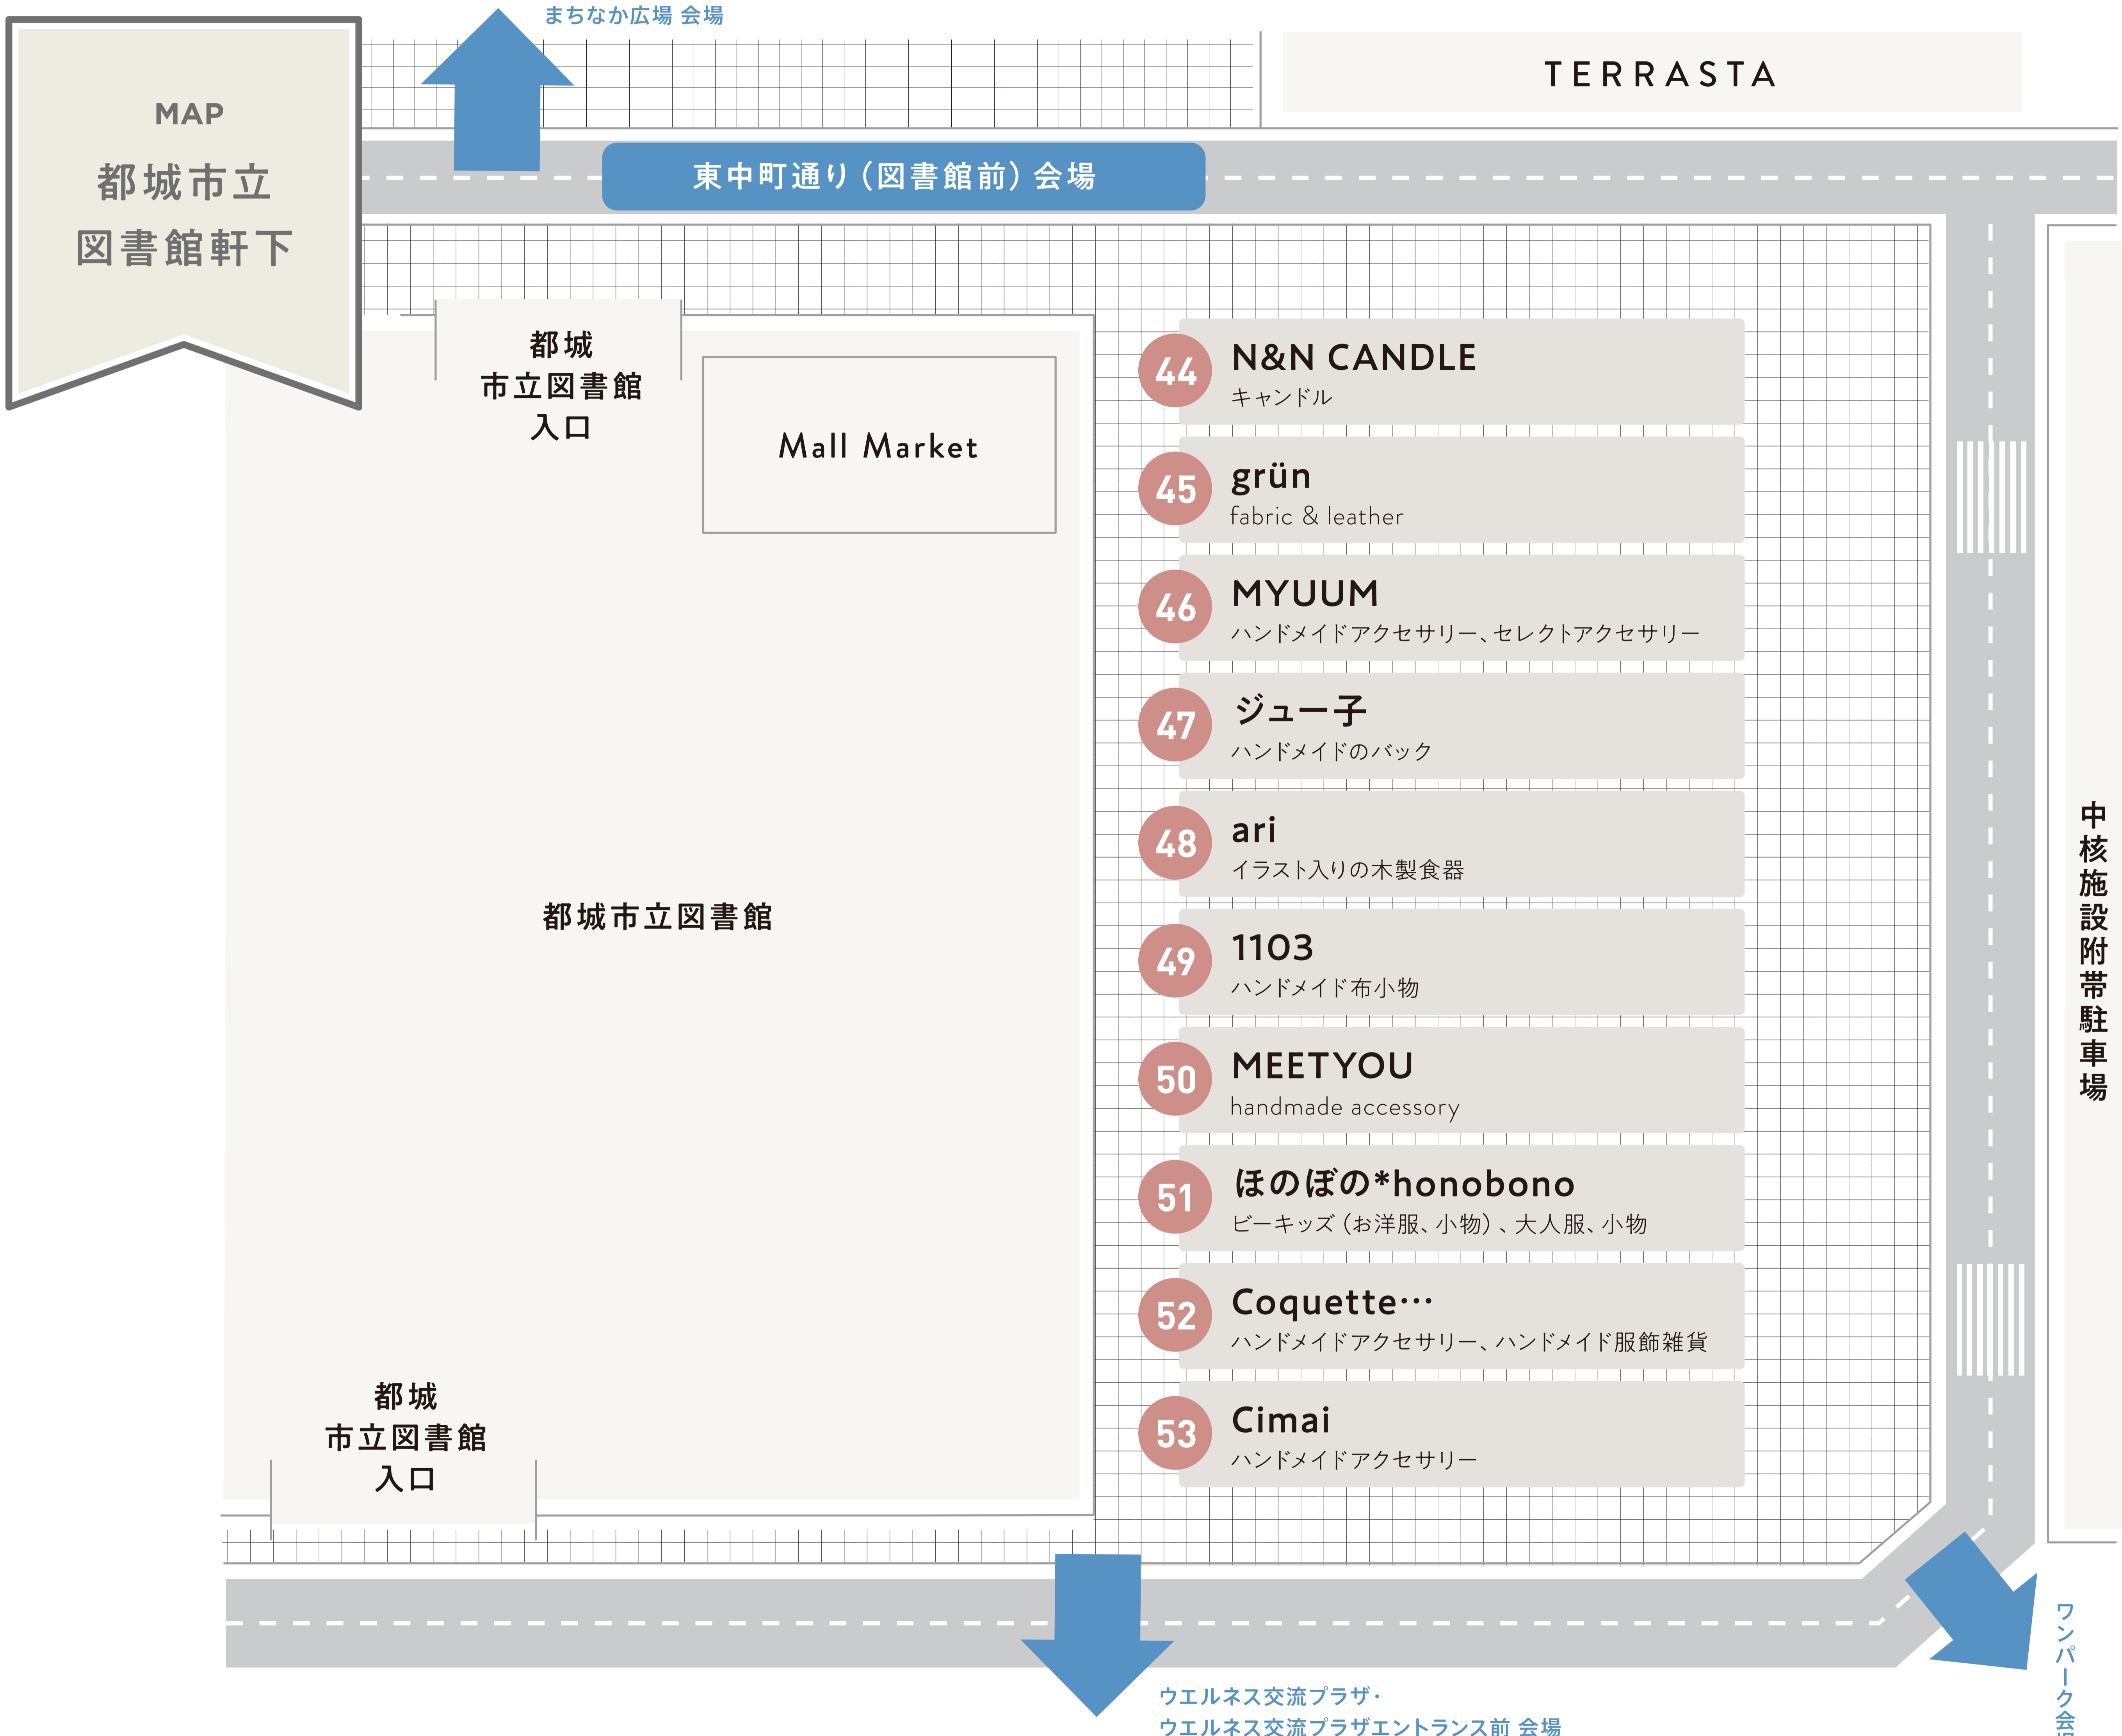 まちなか広場 会場
TERRASTA
MAP
都城市立
図書館軒下
東中町通り（図書館前）会場
都城
市立図書館
入口
Mall Market
都城市立図書館
都城
市立図書館
入口
44
N&N CANDLE
キャンドル
45
grün
fabric & leather
46
MYUUM
ハンドメイドアクセサリー、セレクトアクセサリー
47
ジュー子
ハンドメイドのバック
48
ari
イラスト入りの木製食器
49
1103
ハンドメイド布小物
50
MEETYOU
handmade accessory
51
ほのぼの*honobono
ビーキッズ（お洋服、小物）、大人服、小物
52
Coquette…
ハンドメイドアクセサリー、ハンドメイド服飾雑貨
53
Cimai
ハンドメイドアクセサリー
中核施設附帯駐車場
ウエルネス交流プラザ・
ウエルネス交流プラザエントランス前 会場
ワンパーク会場